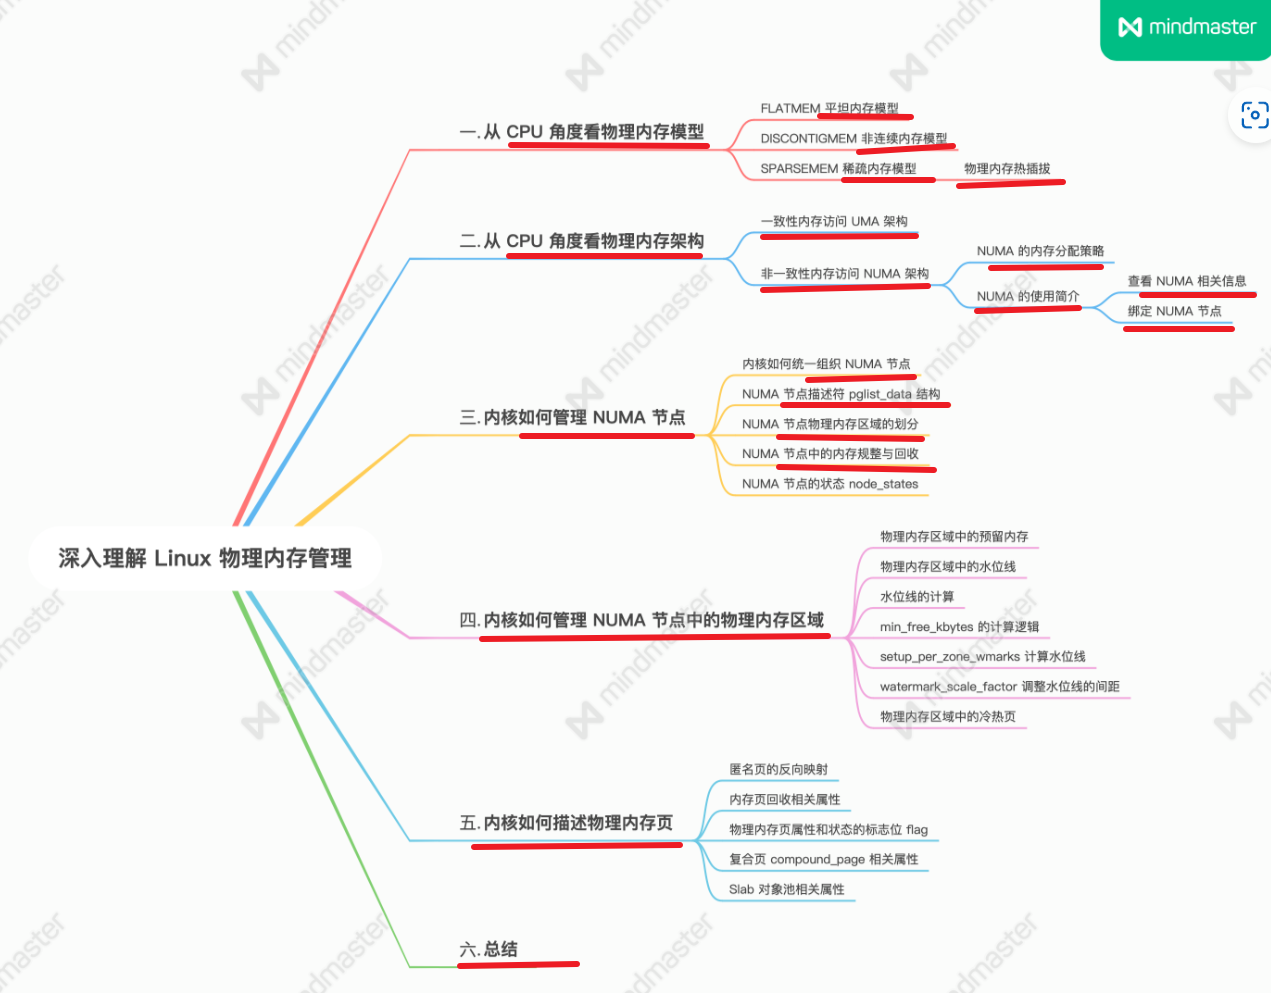 mindmaster
深入理解 Linux 物理内存管理
一.从 CPU 角度看物理内存模型
FLATMEM 平坦内存模型
DISCONTIGMEM 非连续内存模型
SPARSEMEM 稀疏内存模型
物理内存热插拔
二.从 CPU 角度看物理内存架构
一致性内存访问 UMA 架构
非一致性内存访问 NUMA 架构
NUMA 的内存分配策略
NUMA 的使用简介
查看 NUMA 相关信息
绑定 NUMA 节点
三.内核如何管理 NUMA 节点
内核如何统一组织 NUMA 节点
NUMA 节点描述符 pglist_data 结构
NUMA 节点物理内存区域的划分
NUMA 节点中的内存规整与回收
NUMA 节点的状态 node_states
四.内核如何管理 NUMA 节点中的物理内存区域
物理内存区域中的预留内存
物理内存区域中的水位线
水位线的计算
min_free_kbytes 的计算逻辑
setup_per_zone_wmarks 计算水位线
watermark_scale_factor 调整水位线的间距
物理内存区域中的冷热页
五.内核如何描述物理内存页
匿名页的反向映射
内存页回收相关属性
物理内存页属性和状态的标志位 flag
复合页 compound_page 相关属性
Slab 对象池相关属性
六.总结